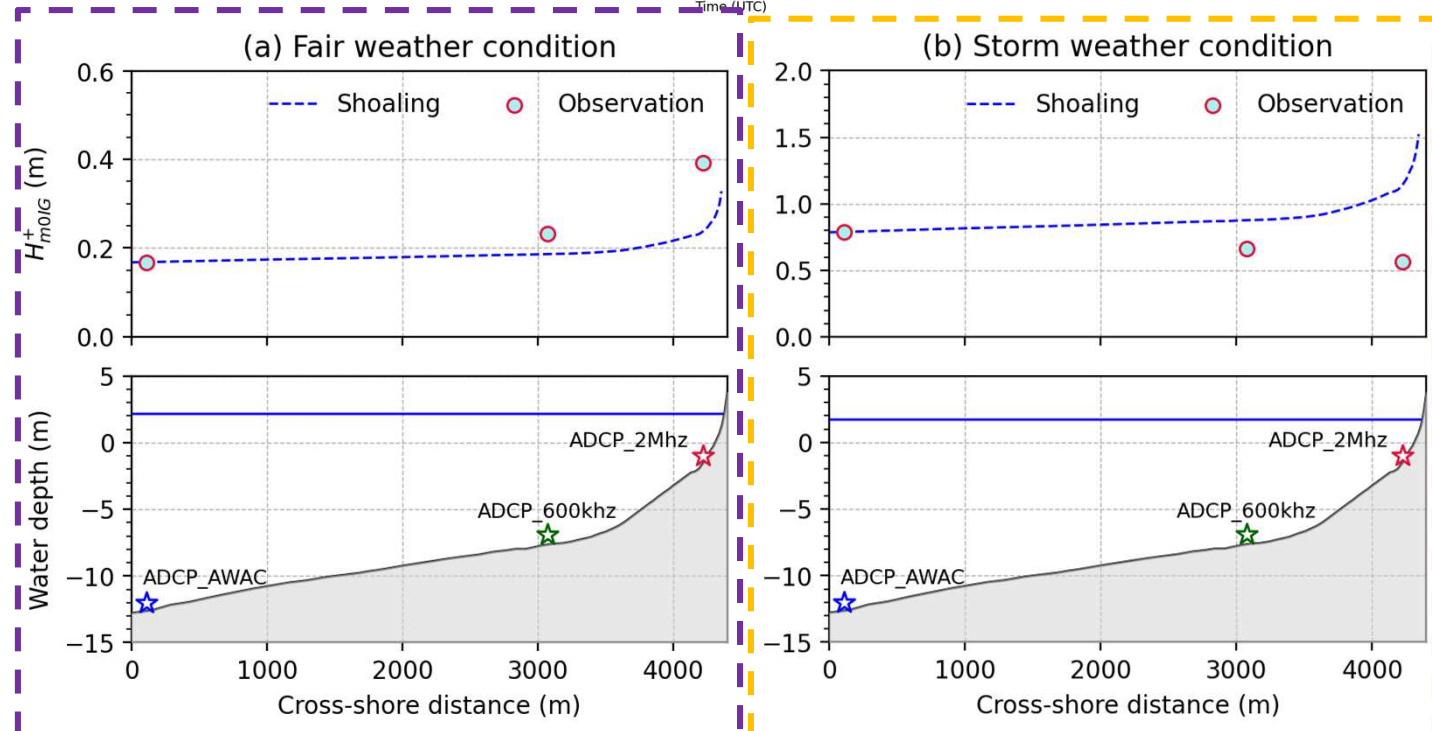 Time (UTC)
(a) Fair weather condition
0.6
0.4
0.2
0.0
H⁺m0IG (m)
Shoaling
Observation
5
0
−5
−10
−15
Water depth (m)
ADCP_2Mhz
ADCP_600khz
ADCP_AWAC
0 1000 2000 3000 4000
Cross-shore distance (m)
(b) Storm weather condition
2.0
1.5
1.0
0.5
0.0
Shoaling
Observation
5
0
−5
−10
−15
ADCP_2Mhz
ADCP_600khz
ADCP_AWAC
0 1000 2000 3000 4000
Cross-shore distance (m)